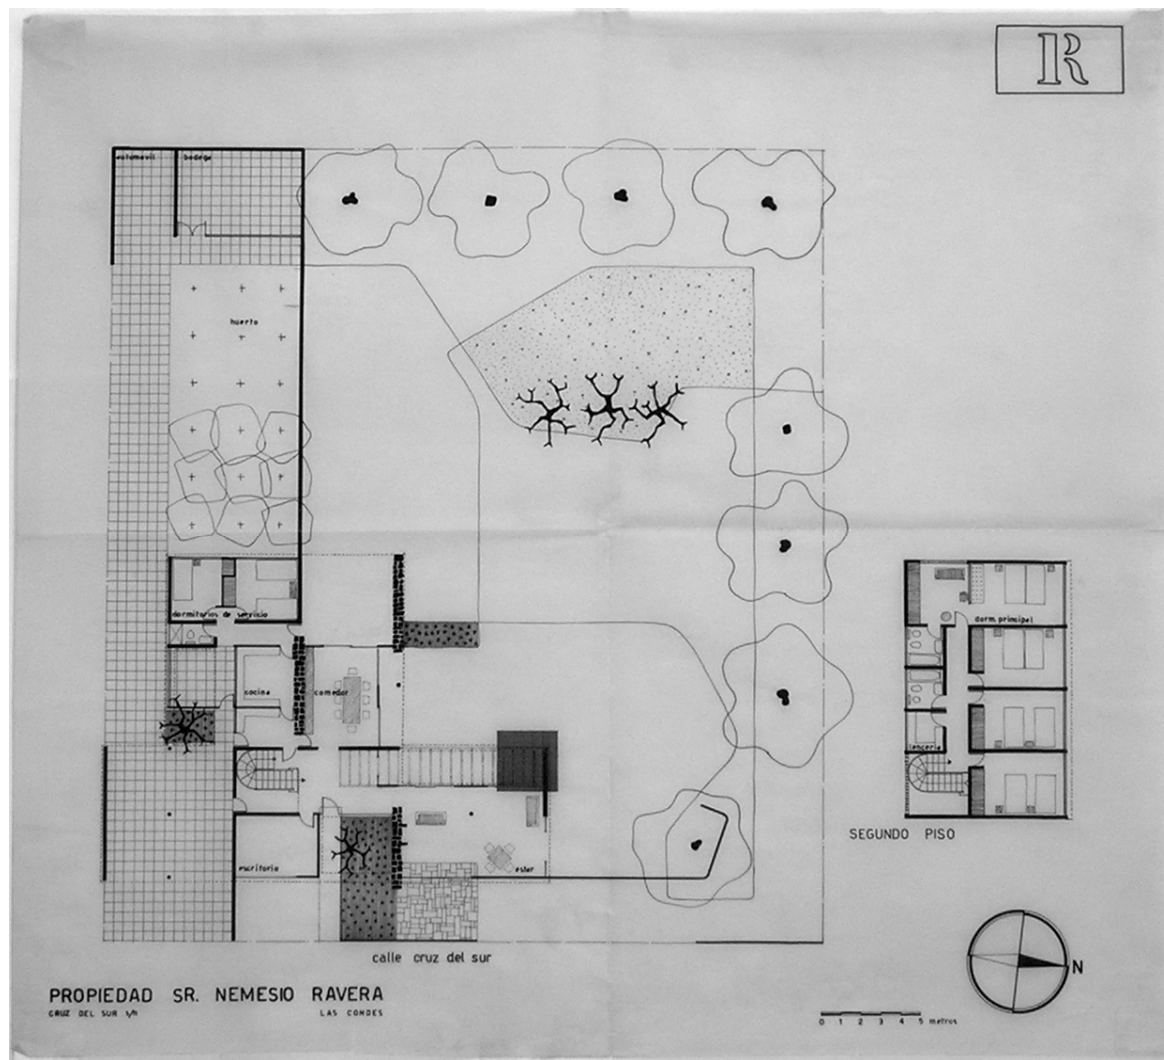 R
automovil
bodega
huerto
dormitorios de servicio
cocina
comedor
escritorio
estar
calle cruz del sur
dorm. principal
lenceria
SEGUNDO PISO
N
0 1 2 3 4 5 metros
PROPIEDAD SR. NEMESIO RAVERA
CRUZ DEL SUR S/N
LAS CONDES